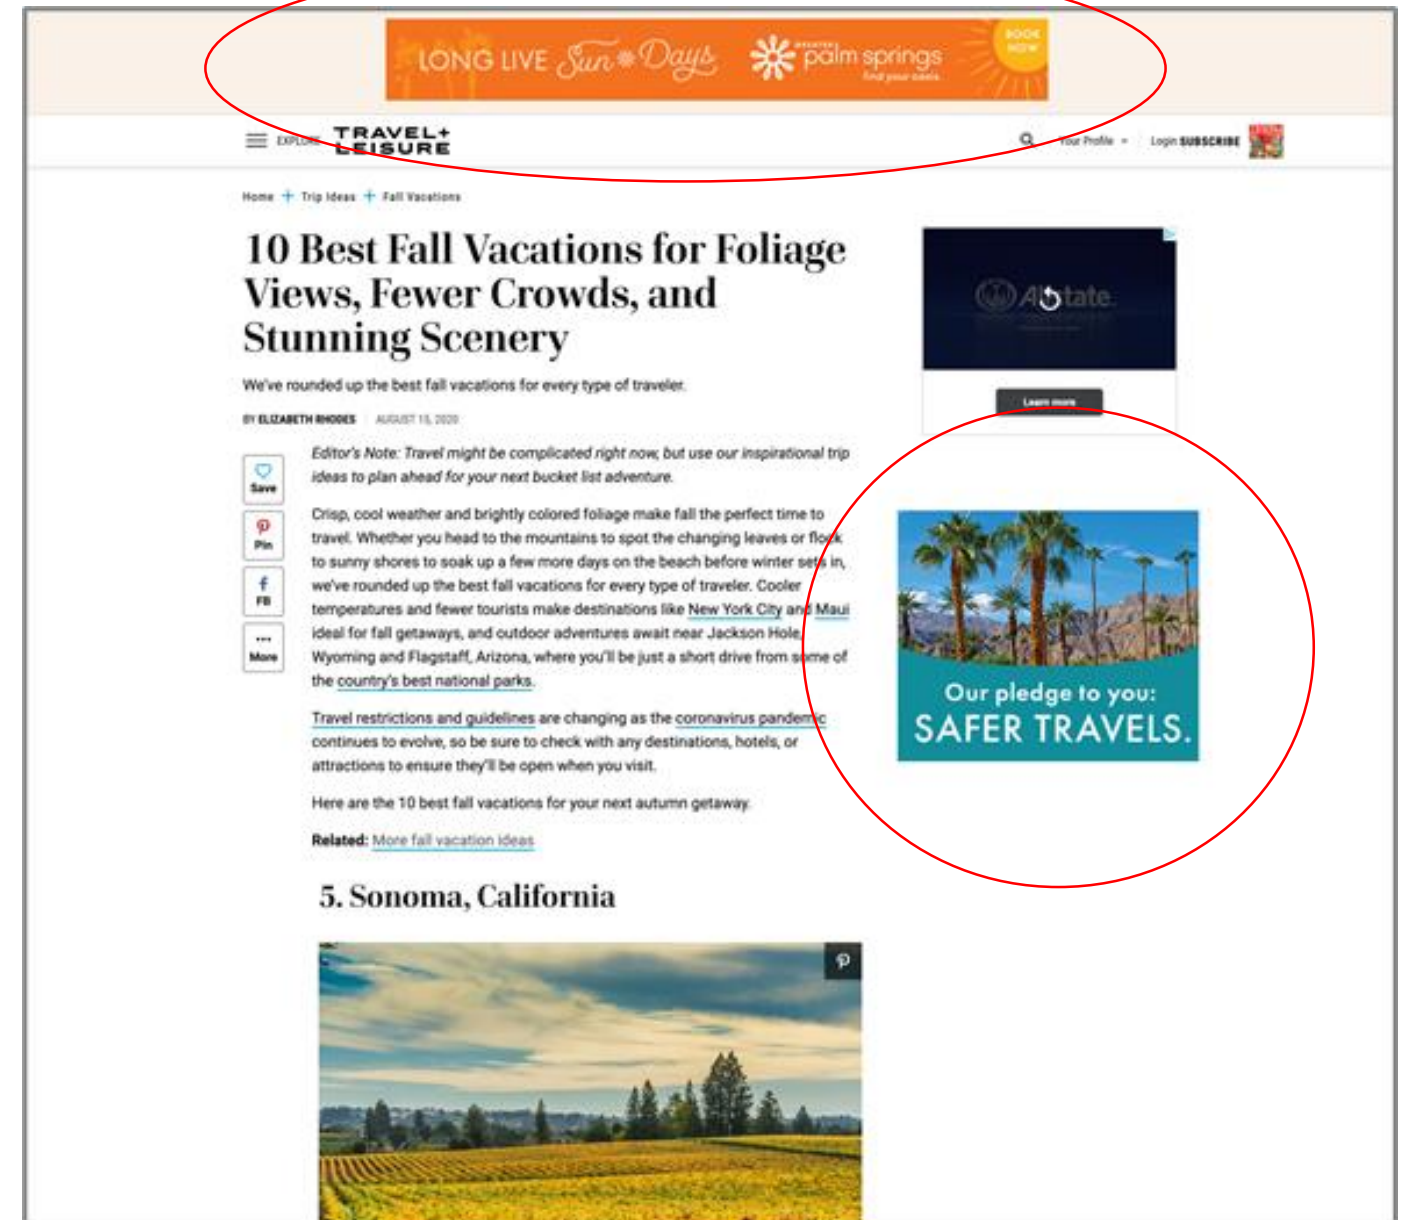 LONG LIVE Sun Days
GREATER
palm springs
find your oasis.
BOOK
NOW
EXPLORE
TRAVEL+
LEISURE
Your Profile
Login SUBSCRIBE
Home + Trip Ideas + Fall Vacations
10 Best Fall Vacations for Foliage
Views, Fewer Crowds, and
Stunning Scenery
We've rounded up the best fall vacations for every type of traveler.
BY ELIZABETH RHODES AUGUST 15, 2020
Save
Pin
FB
More
Editor's Note: Travel might be complicated right now, but use our inspirational trip
ideas to plan ahead for your next bucket list adventure.
Crisp, cool weather and brightly colored foliage make fall the perfect time to
travel. Whether you head to the mountains to spot the changing leaves or flock
to sunny shores to soak up a few more days on the beach before winter sets in,
we've rounded up the best fall vacations for every type of traveler. Cooler
temperatures and fewer tourists make destinations like New York City and Maui
ideal for fall getaways, and outdoor adventures await near Jackson Hole,
Wyoming and Flagstaff, Arizona, where you'll be just a short drive from some of
the country's best national parks.
Travel restrictions and guidelines are changing as the coronavirus pandemic
continues to evolve, so be sure to check with any destinations, hotels, or
attractions to ensure they'll be open when you visit.
Here are the 10 best fall vacations for your next autumn getaway.
Related: More fall vacation ideas
5. Sonoma, California
Allstate.
Learn more
Our pledge to you:
SAFER TRAVELS.